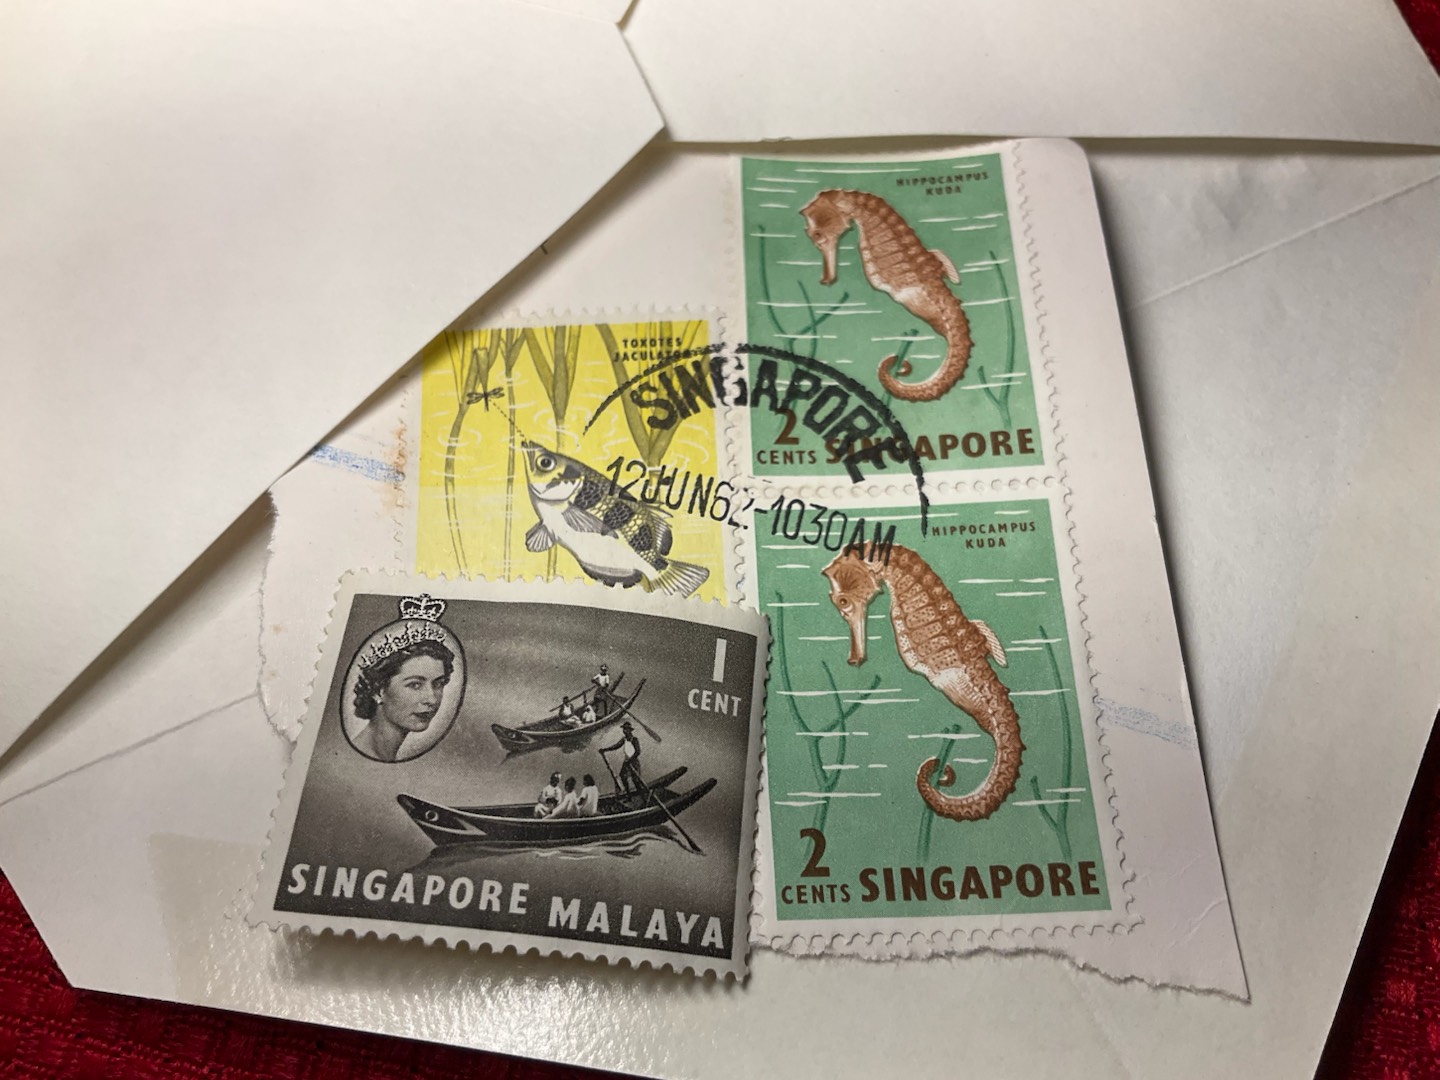 HIPPOCAMPUS
KUDA
2
CENTS SINGAPORE
TOXOTES
JACULATOR
SINGAPORE
12JUN62-1030AM
HIPPOCAMPUS
KUDA
2
CENTS SINGAPORE
1
CENT
SINGAPORE MALAYA